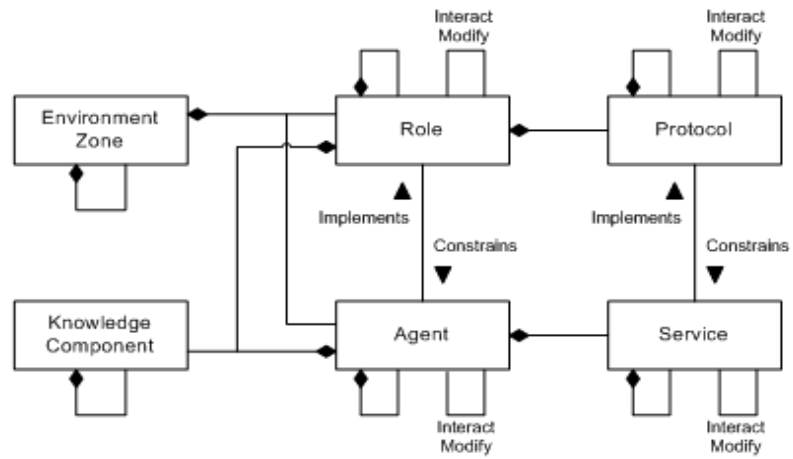 Interact
Modify
Interact
Modify
Environment
Zone
Role
Protocol
Implements
Implements
Constrains
Constrains
Knowledge
Component
Agent
Service
Interact
Modify
Interact
Modify